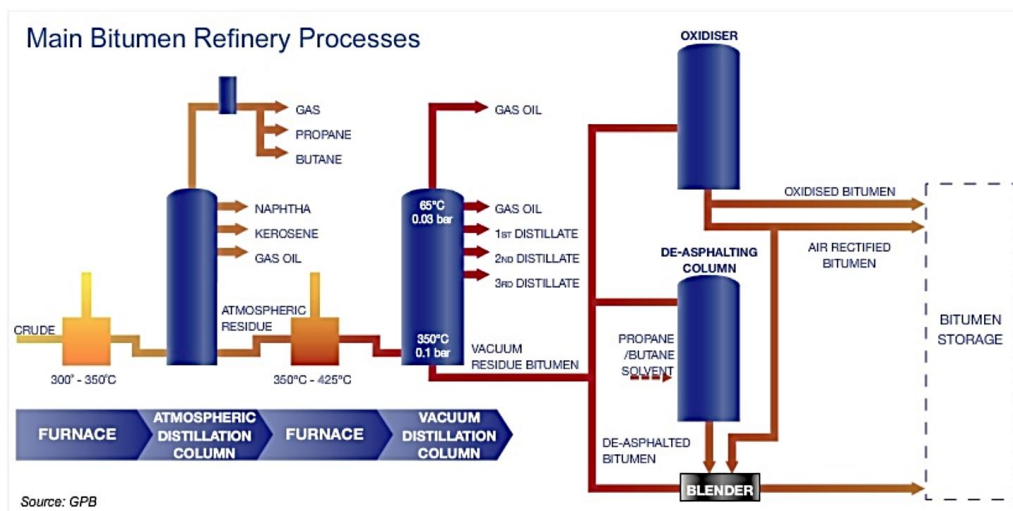 Main Bitumen Refinery Processes
OXIDISER
GAS
PROPANE
BUTANE
GAS OIL
NAPHTHA
KEROSENE
GAS OIL
65°C
0.03 bar
GAS OIL
1ST DISTILLATE
2ND DISTILLATE
3RD DISTILLATE
OXIDISED BITUMEN
AIR RECTIFIED
BITUMEN
DE-ASPHALTING
COLUMN
CRUDE
300° - 350°C
ATMOSPHERIC
RESIDUE
350°C - 425°C
350°C
0.1 bar
VACUUM
RESIDUE BITUMEN
PROPANE
/BUTANE
SOLVENT
BITUMEN
STORAGE
FURNACE
ATMOSPHERIC
DISTILLATION
COLUMN
FURNACE
VACUUM
DISTILLATION
COLUMN
DE-ASPHALTED
BITUMEN
BLENDER
Source: GPB